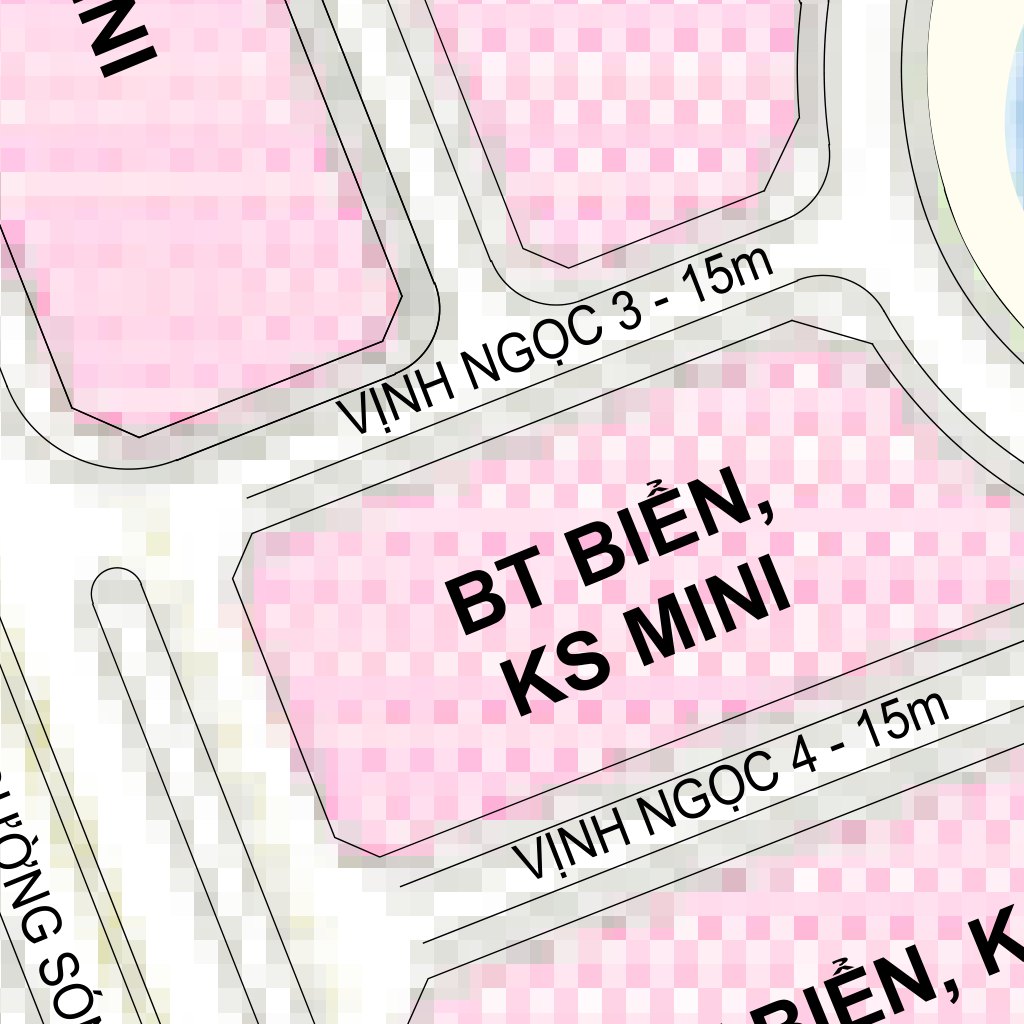 NI
VỊNH NGỌC 3 - 15m
BT BIỂN,
KS MINI
VỊNH NGỌC 4 - 15m
BIỂN, K